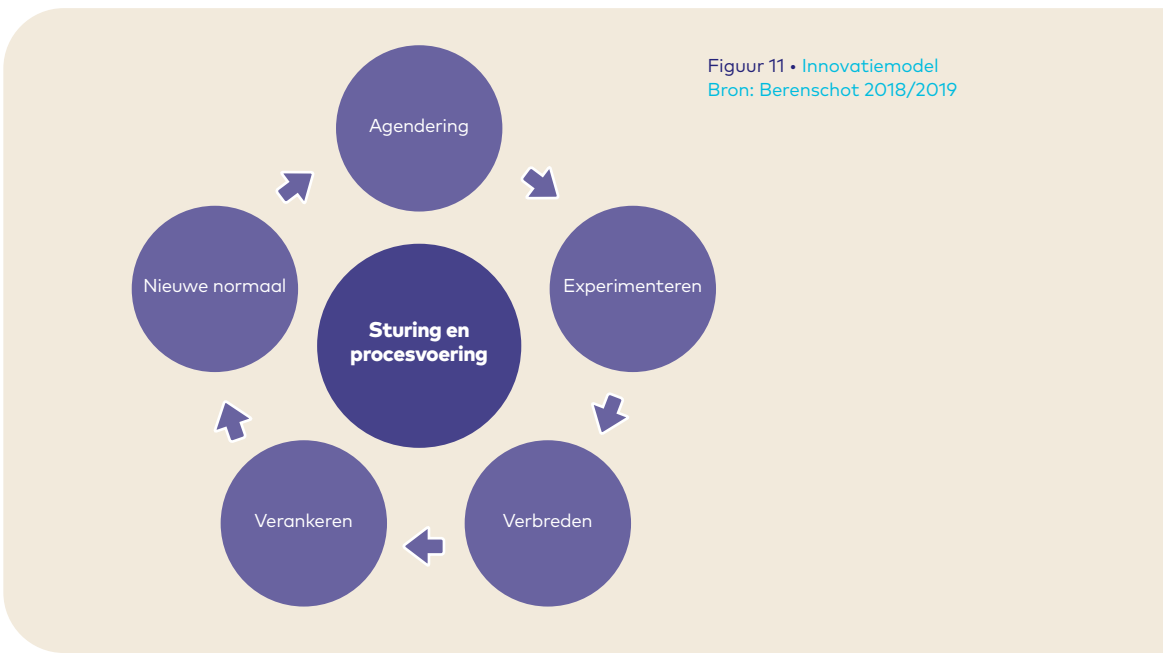 Figuur 11 • Innovatiemodel
Bron: Berenschot 2018/2019
Agendering
Experimenteren
Verbreden
Verankeren
Nieuwe normaal
Sturing en
procesvoering